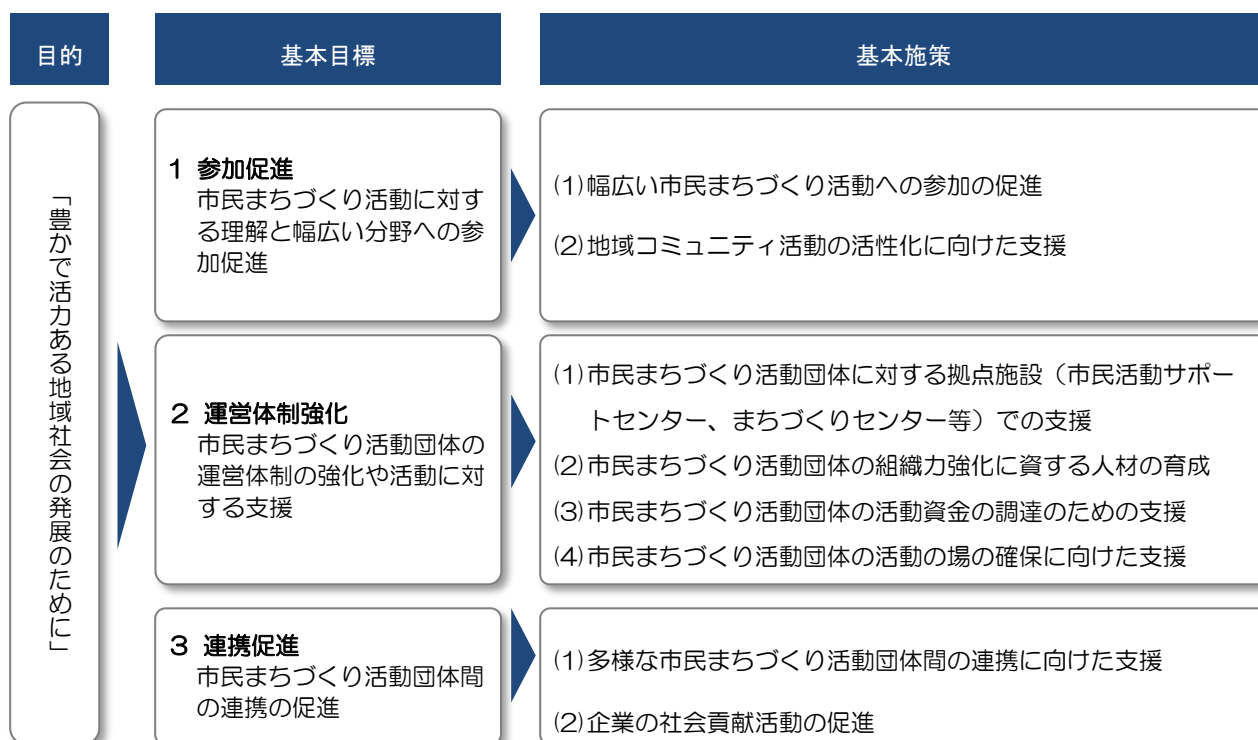 目的
基本目標
基本施策
「豊かで活力ある地域社会の発展のために」
1 参加促進
市民まちづくり活動に対す
る理解と幅広い分野への参
加促進
(1)幅広い市民まちづくり活動への参加の促進
(2)地域コミュニティ活動の活性化に向けた支援
2 運営体制強化
市民まちづくり活動団体の
運営体制の強化や活動に対
する支援
(1)市民まちづくり活動団体に対する拠点施設（市民活動サポー
トセンター、まちづくりセンター等）での支援
(2)市民まちづくり活動団体の組織力強化に資する人材の育成
(3)市民まちづくり活動団体の活動資金の調達のための支援
(4)市民まちづくり活動団体の活動の場の確保に向けた支援
3 連携促進
市民まちづくり活動団体間
の連携の促進
(1)多様な市民まちづくり活動団体間の連携に向けた支援
(2)企業の社会貢献活動の促進